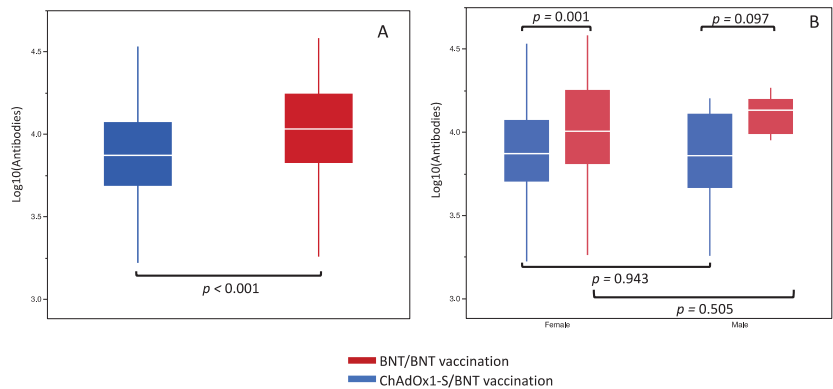 A
4.5
4.0
3.5
3.0
Log10(Antibodies)
p < 0.001
B
p = 0.001
p = 0.097
4.5
4.0
3.5
3.0
Log10(Antibodies)
p = 0.943
p = 0.505
Female
Male
BNT/BNT vaccination
ChAdOx1-S/BNT vaccination